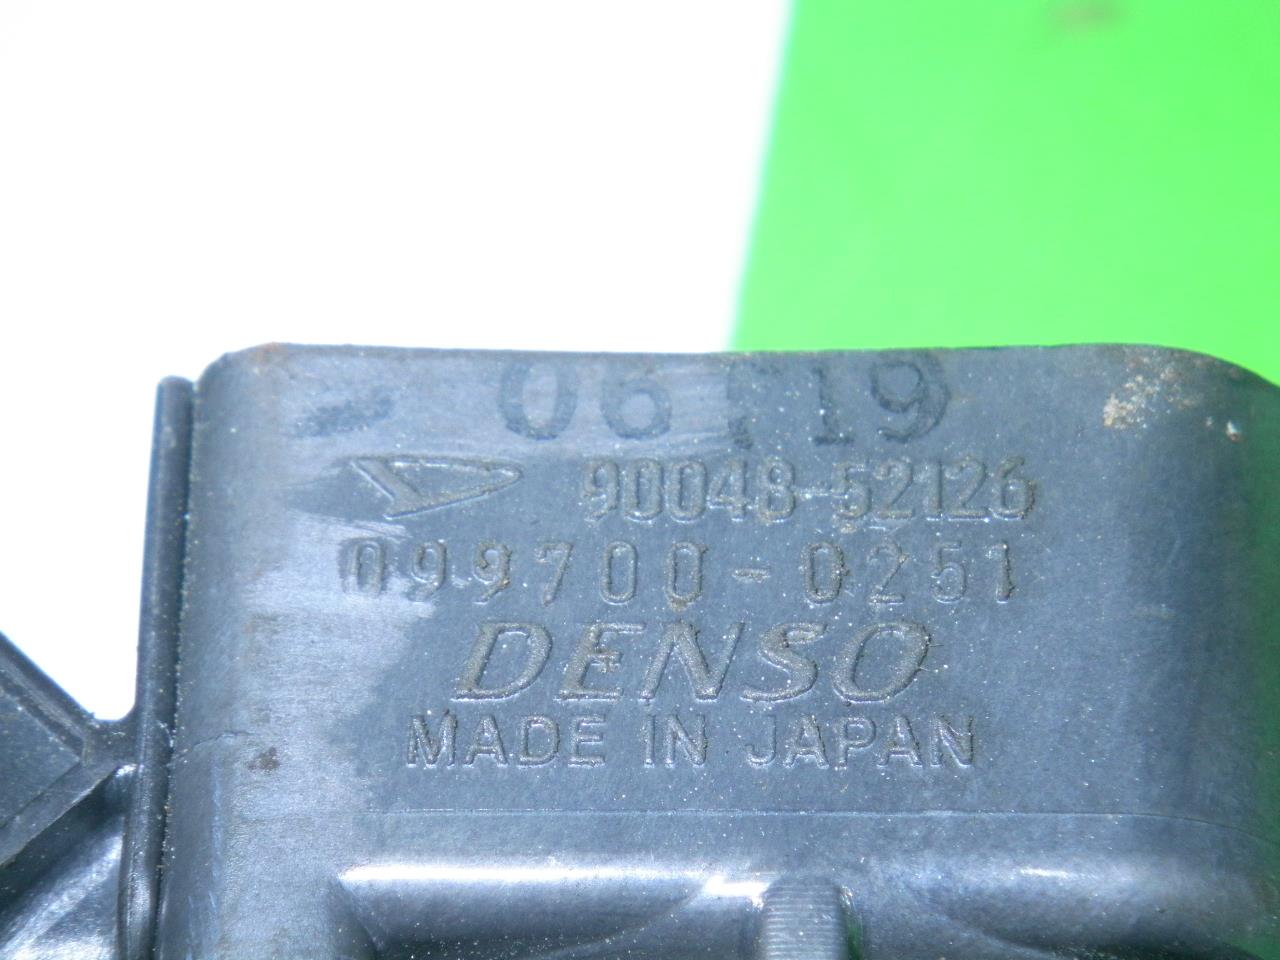 06 19
90048-52126
099700-0251
DENSO
MADE IN JAPAN